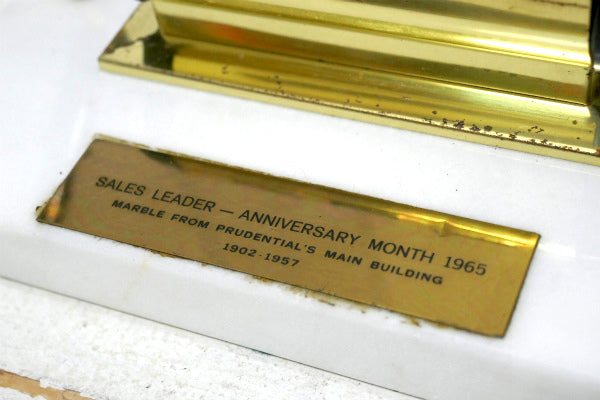 SALES LEADER — ANNIVERSARY MONTH 1965
MARBLE FROM PRUDENTIAL'S MAIN BUILDING
1902-1957